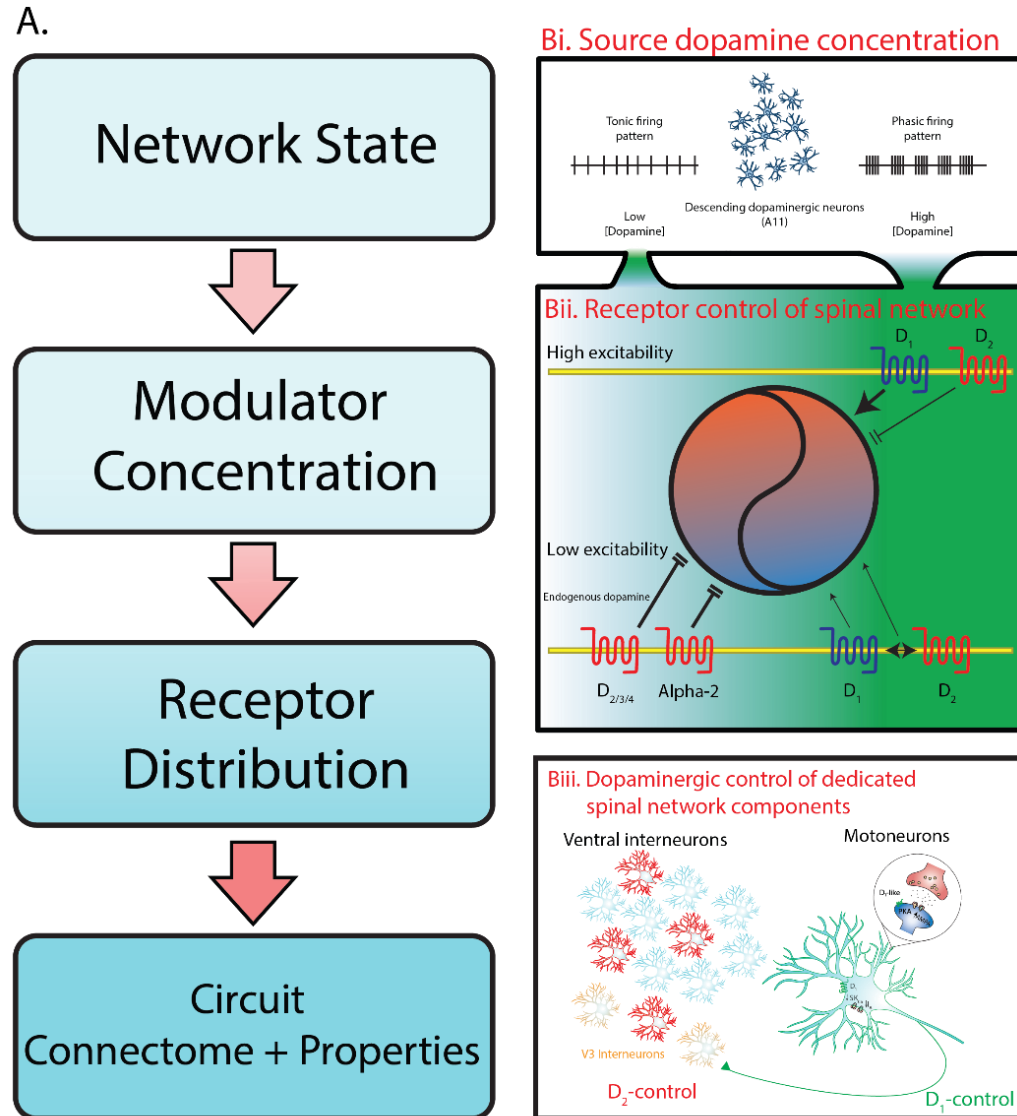 A.
Network State
Modulator
Concentration
Receptor
Distribution
Circuit
Connectome + Properties
Bi. Source dopamine concentration
Tonic firing
pattern
Phasic firing
pattern
Descending dopaminergic neurons
(A11)
Low
[Dopamine]
High
[Dopamine]
Bii. Receptor control of spinal network
D1
D2
High excitability
Low excitability
Endogenous dopamine
D2/3/4
Alpha-2
D1
D2
Biii. Dopaminergic control of dedicated
spinal network components
Ventral interneurons
Motoneurons
D1-like
PKA
V3 Interneurons
D2-control
D1-control